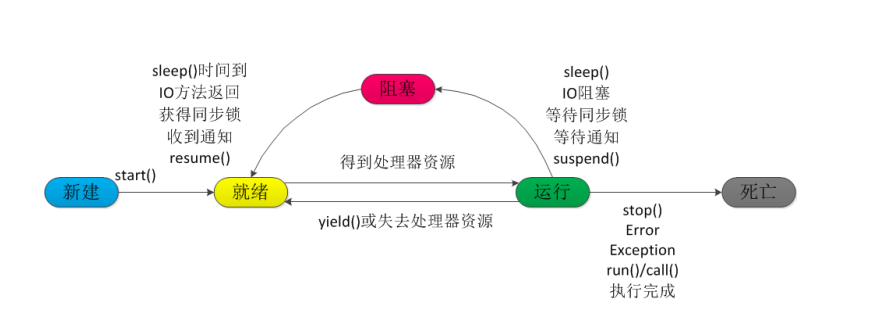 sleep()时间到
IO方法返回
获得同步锁
收到通知
resume()
阻塞
sleep()
IO阻塞
等待同步锁
等待通知
suspend()
新建
start()
就绪
得到处理器资源
yield()或失去处理器资源
运行
死亡
stop()
Error
Exception
run()/call()
执行完成